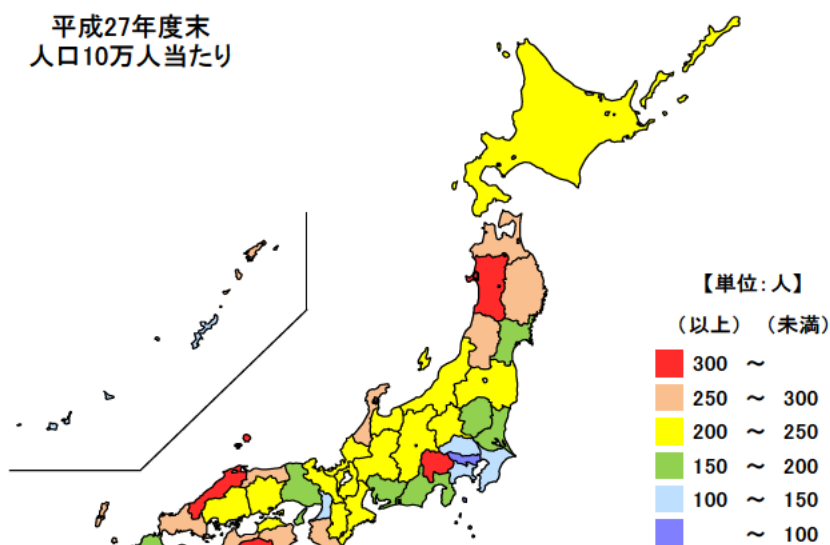 平成27年度末
人口10万人当たり
【単位:人】
（以上） （未満）
300 ～
250 ～ 300
200 ～ 250
150 ～ 200
100 ～ 150
～ 100